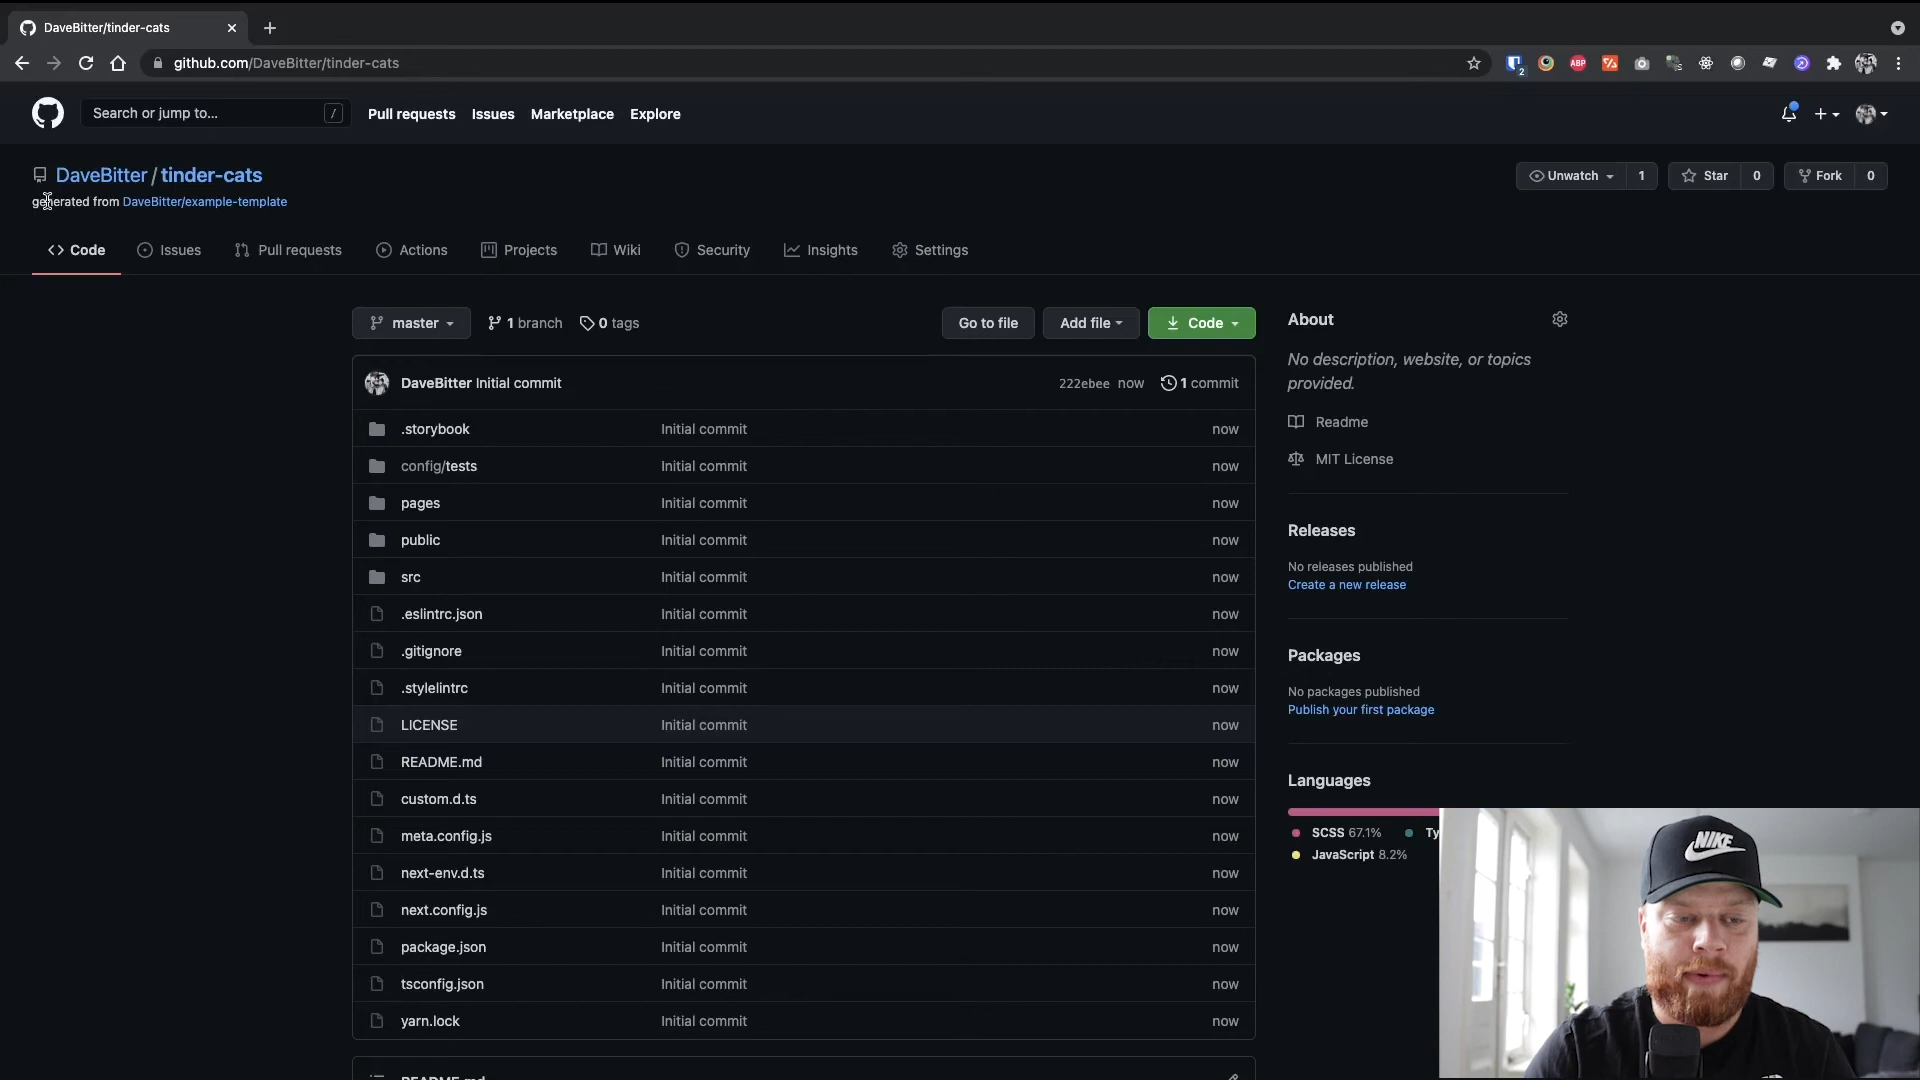 DaveBitter/tinder-cats
github.com/DaveBitter/tinder-cats
2
ABP
Search or jump to...
/
Pull requests
Issues
Marketplace
Explore
DaveBitter / tinder-cats
Unwatch
1
Star
0
Fork
0
generated from DaveBitter/example-template
Code
Issues
Pull requests
Actions
Projects
Wiki
Security
Insights
Settings
master
1 branch
0 tags
Go to file
Add file
Code
DaveBitter Initial commit
222ebee now
1 commit
.storybook Initial commit now
config/tests Initial commit now
pages Initial commit now
public Initial commit now
src Initial commit now
.eslintrc.json Initial commit now
.gitignore Initial commit now
.stylelintrc Initial commit now
LICENSE Initial commit now
README.md Initial commit now
custom.d.ts Initial commit now
meta.config.js Initial commit now
next-env.d.ts Initial commit now
next.config.js Initial commit now
package.json Initial commit now
tsconfig.json Initial commit now
yarn.lock Initial commit now
README.md
About
No description, website, or topics
provided.
Readme
MIT License
Releases
No releases published
Create a new release
Packages
No packages published
Publish your first package
Languages
SCSS 67.1%
Ty
JavaScript 8.2%
NIKE